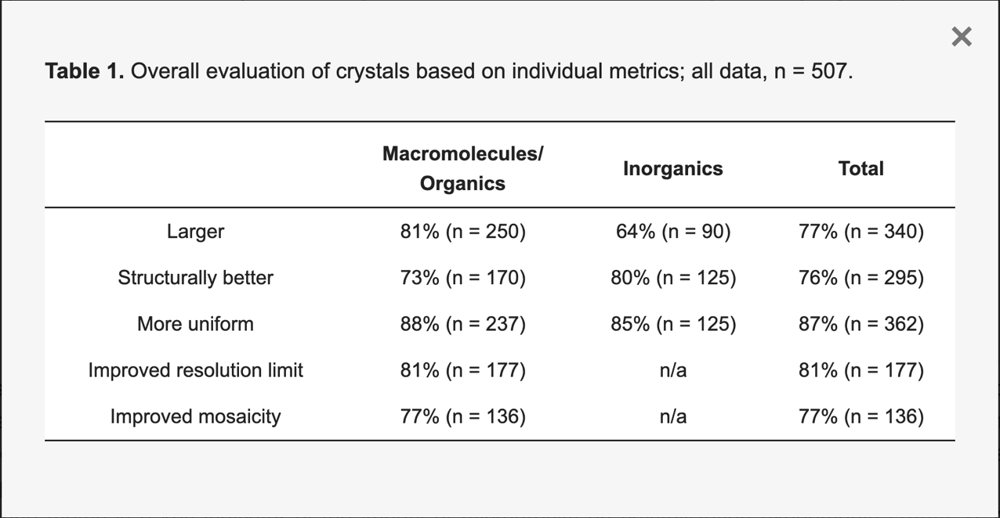 Table 1. Overall evaluation of crystals based on individual metrics; all data, n = 507.
Macromolecules/
Organics Inorganics Total
Larger 81% (n = 250) 64% (n = 90) 77% (n = 340)
Structurally better 73% (n = 170) 80% (n = 125) 76% (n = 295)
More uniform 88% (n = 237) 85% (n = 125) 87% (n = 362)
Improved resolution limit 81% (n = 177) n/a 81% (n = 177)
Improved mosaicity 77% (n = 136) n/a 77% (n = 136)